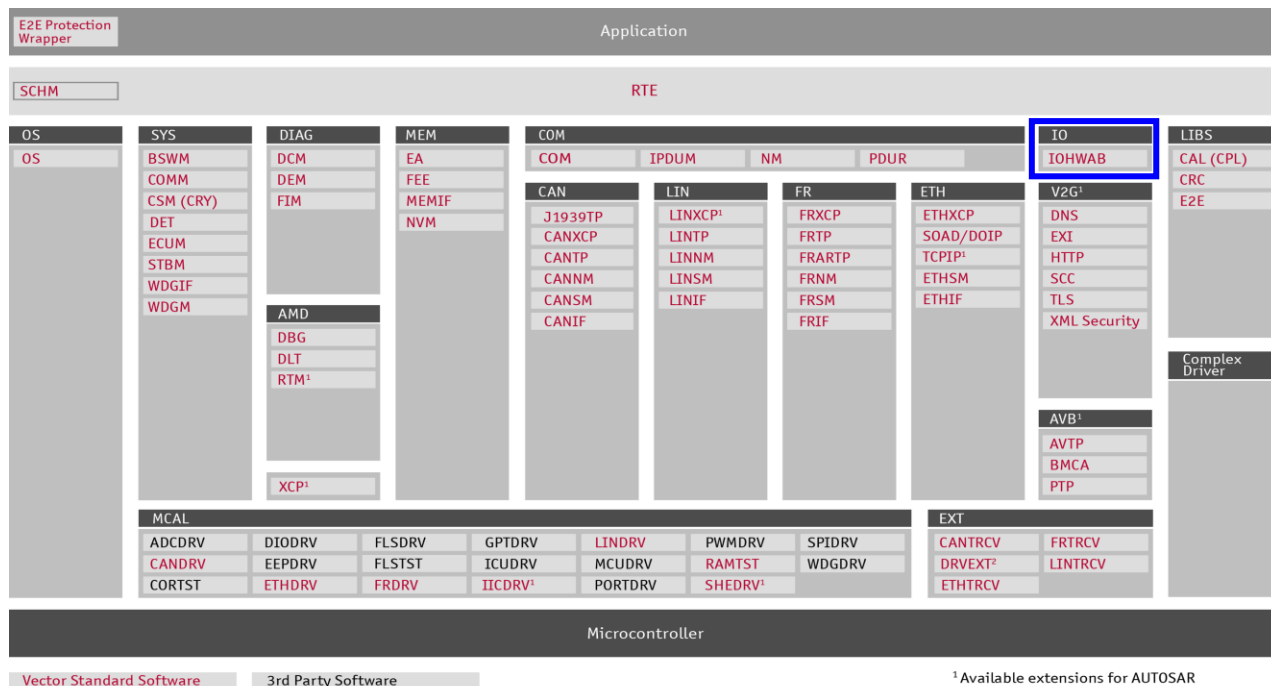 E2E Protection
Wrapper
Application
SCHM
RTE
OS
OS
SYS
BSWM
COMM
CSM (CRY)
DET
ECUM
STBM
WDGIF
WDGM
DIAG
DCM
DEM
FIM
AMD
DBG
DLT
RTM¹
XCP¹
MEM
EA
FEE
MEMIF
NVM
COM
COM IPDUM NM PDUR
CAN
J1939TP
CANXCP
CANTP
CANNM
CANSM
CANIF
LIN
LINXCP¹
LINTP
LINNM
LINSM
LINIF
FR
FRXCP
FRTP
FRARTP
FRNM
FRSM
FRIF
ETH
ETHXCP
SOAD/DOIP
TCPIP¹
ETHSM
ETHIF
IO
IOHWAB
V2G¹
DNS
EXI
HTTP
SCC
TLS
XML Security
AVB¹
AVTP
BMCA
PTP
LIBS
CAL (CPL)
CRC
E2E
Complex
Driver
MCAL
ADCDRV DIODRV FLSDRV GPTDRV LINDRV PWMDRV SPIDRV
CANDRV EEPDRV FLSTST ICUDRV MCUDRV RAMTST WDGDRV
CORTST ETHDRV FRDRV IICDRV¹ PORTDRV SHEDRV¹
EXT
CANTRCV FRTRCV
DRVEXT² LINTRCV
ETHTRCV
Microcontroller
Vector Standard Software 3rd Party Software ¹ Available extensions for AUTOSAR